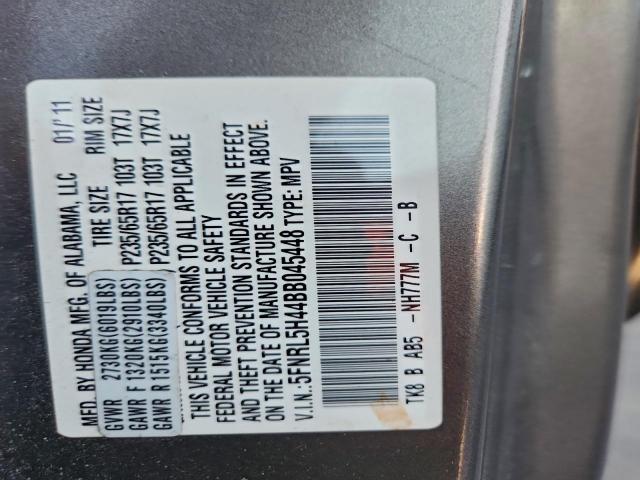 MFD. BY HONDA MFG. OF ALABAMA, LLC 01/'11
TIRE SIZE RIM SIZE
GVWR 2730KG(6019LBS)
GAWR F 1320KG(2910LBS) P235/65R17 103T 17X7J
GAWR R 1515KG(3340LBS) P235/65R17 103T 17X7J
THIS VEHICLE CONFORMS TO ALL APPLICABLE
FEDERAL MOTOR VEHICLE SAFETY
AND THEFT PREVENTION STANDARDS IN EFFECT
ON THE DATE OF MANUFACTURE SHOWN ABOVE.
V.I.N.:5FNRL5H44BB045448 TYPE: MPV
TK8 B AB5 -NH777M -C -B